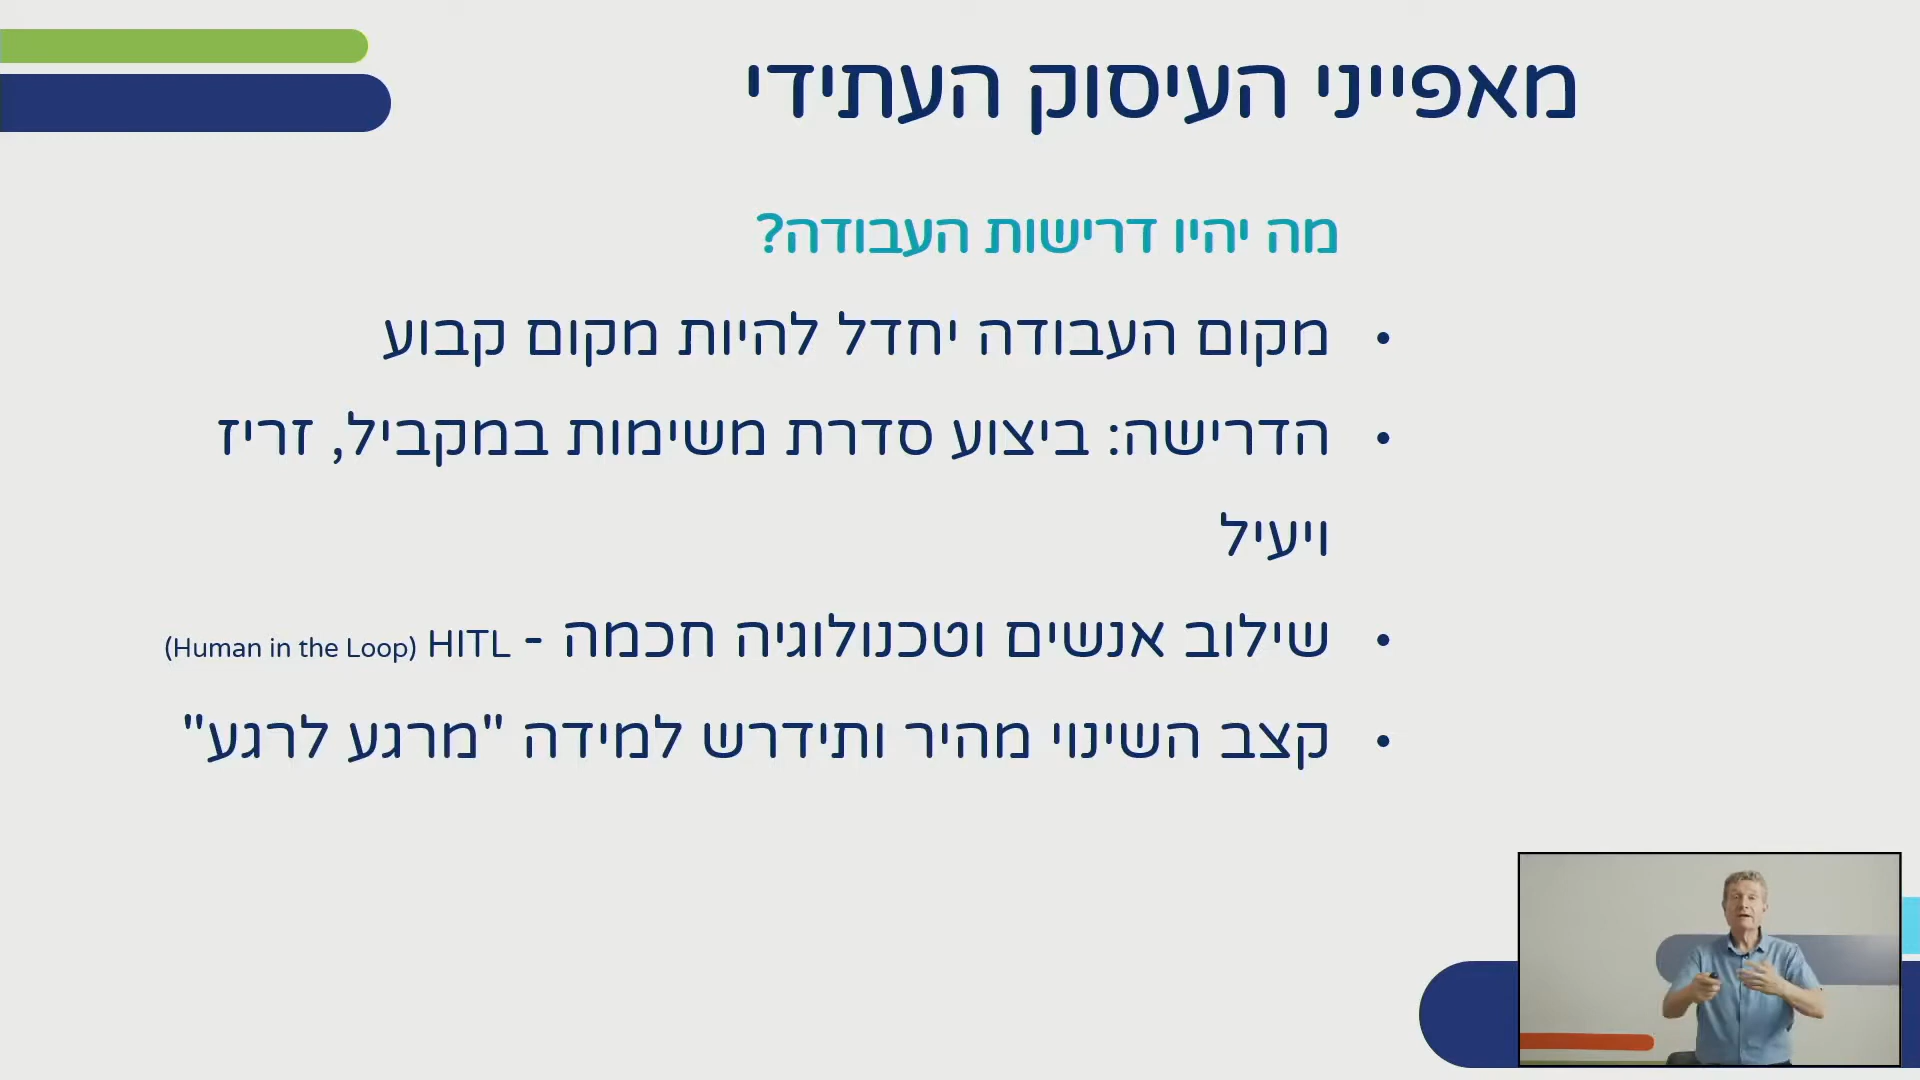 מאפייני העיסוק העתידי
מה יהיו דרישות העבודה?
• מקום העבודה יחדל להיות מקום קבוע
• הדרישה: ביצוע סדרת משימות במקביל, זריז
ויעיל
• שילוב אנשים וטכנולוגיה חכמה - HITL (Human in the Loop)
• קצב השינוי מהיר ותידרש למידה "מרגע לרגע"